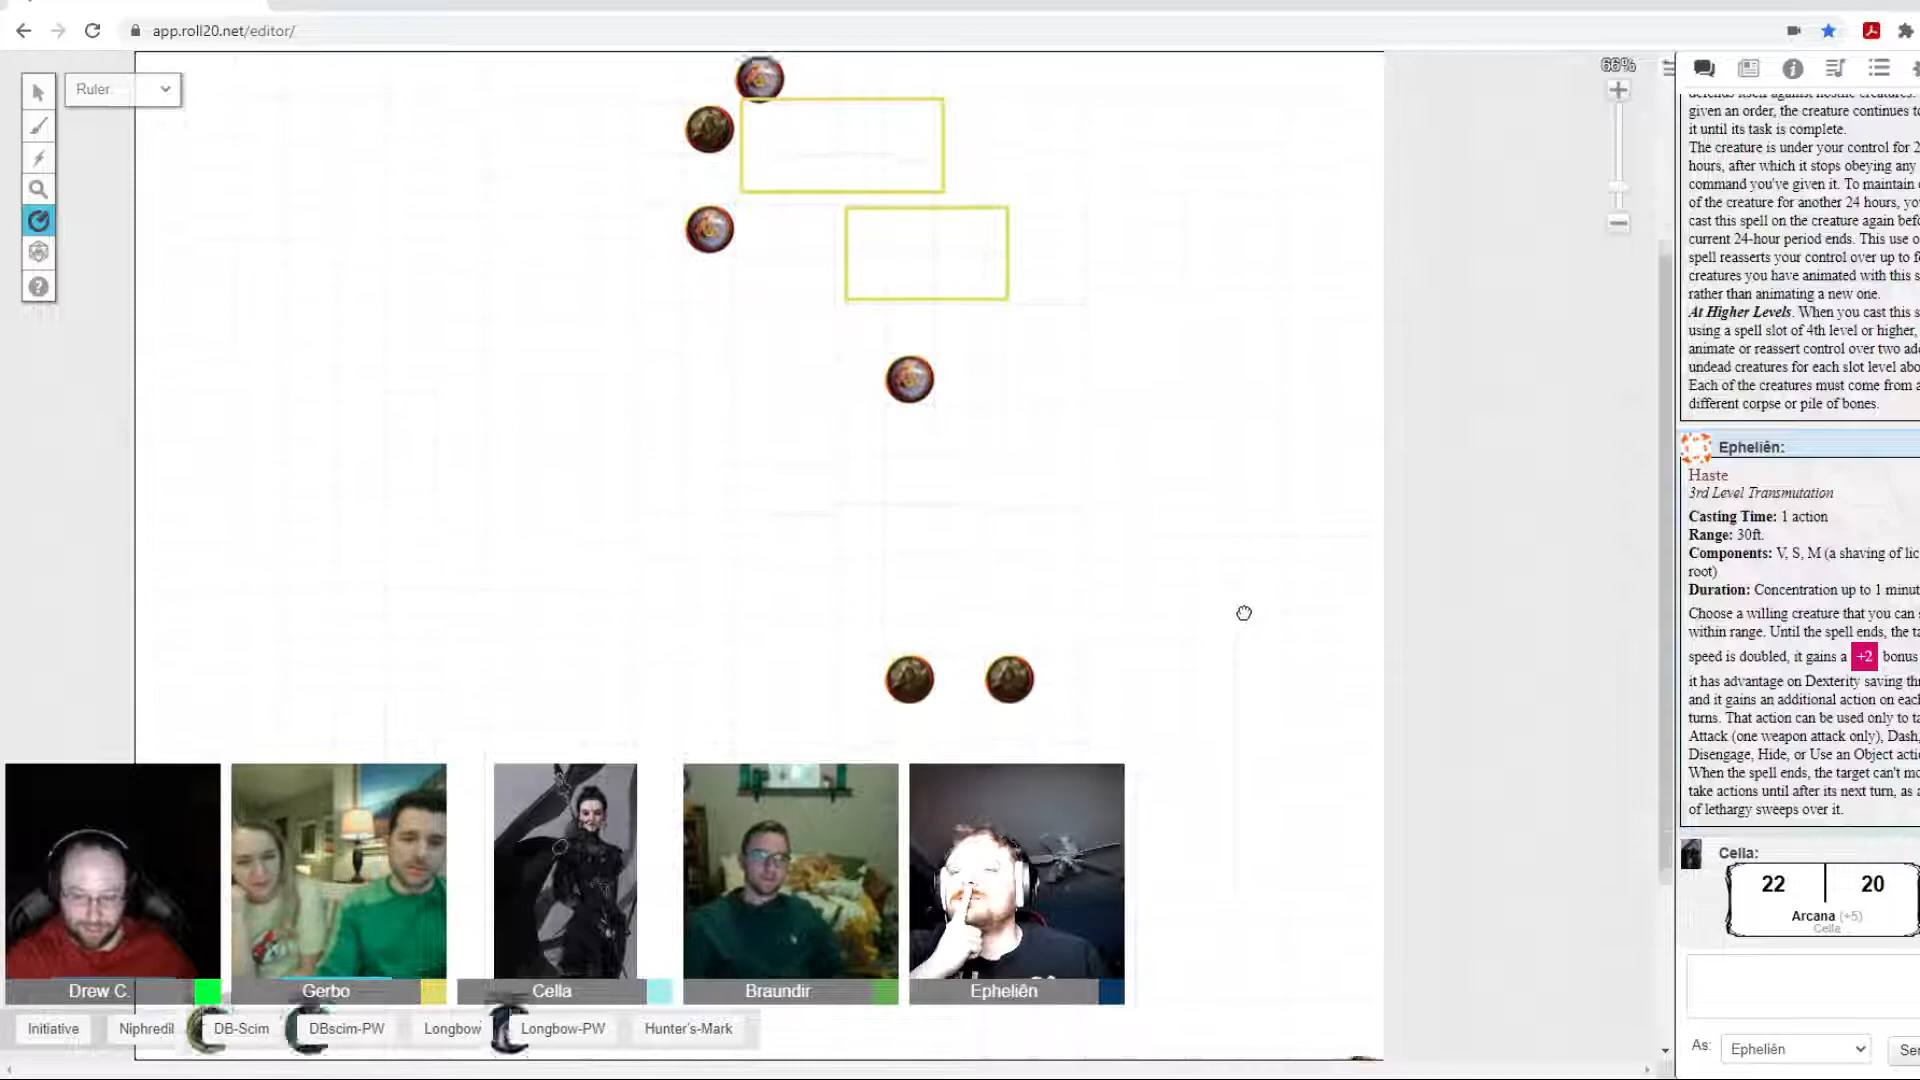 app.roll20.net/editor/
Ruler
66%
given an order, the creature continues to
it until its task is complete.
The creature is under your control for 2
hours, after which it stops obeying any
command you've given it. To maintain
of the creature for another 24 hours, yo
cast this spell on the creature again befo
current 24-hour period ends. This use o
spell reasserts your control over up to f
creatures you have animated with this s
rather than animating a new one.
At Higher Levels. When you cast this s
using a spell slot of 4th level or higher,
animate or reassert control over two ad
undead creatures for each slot level abo
Each of the creatures must come from a
different corpse or pile of bones.
Epheliên:
Haste
3rd Level Transmutation
Casting Time: 1 action
Range: 30ft.
Components: V, S, M (a shaving of lic
root)
Duration: Concentration up to 1 minut
Choose a willing creature that you can
within range. Until the spell ends, the ta
speed is doubled, it gains a +2 bonus
it has advantage on Dexterity saving th
and it gains an additional action on each
turns. That action can be used only to ta
Attack (one weapon attack only), Dash,
Disengage, Hide, or Use an Object acti
When the spell ends, the target can't mo
take actions until after its next turn, as a
of lethargy sweeps over it.
Cella:
22 20
Arcana (+5)
Cella
Drew C.
Gerbo
Cella
Braundir
Epheliên
Initiative
Niphredil
DB-Scim
DBscim-PW
Longbow
Longbow-PW
Hunter's-Mark
As:
Epheliên
Sen